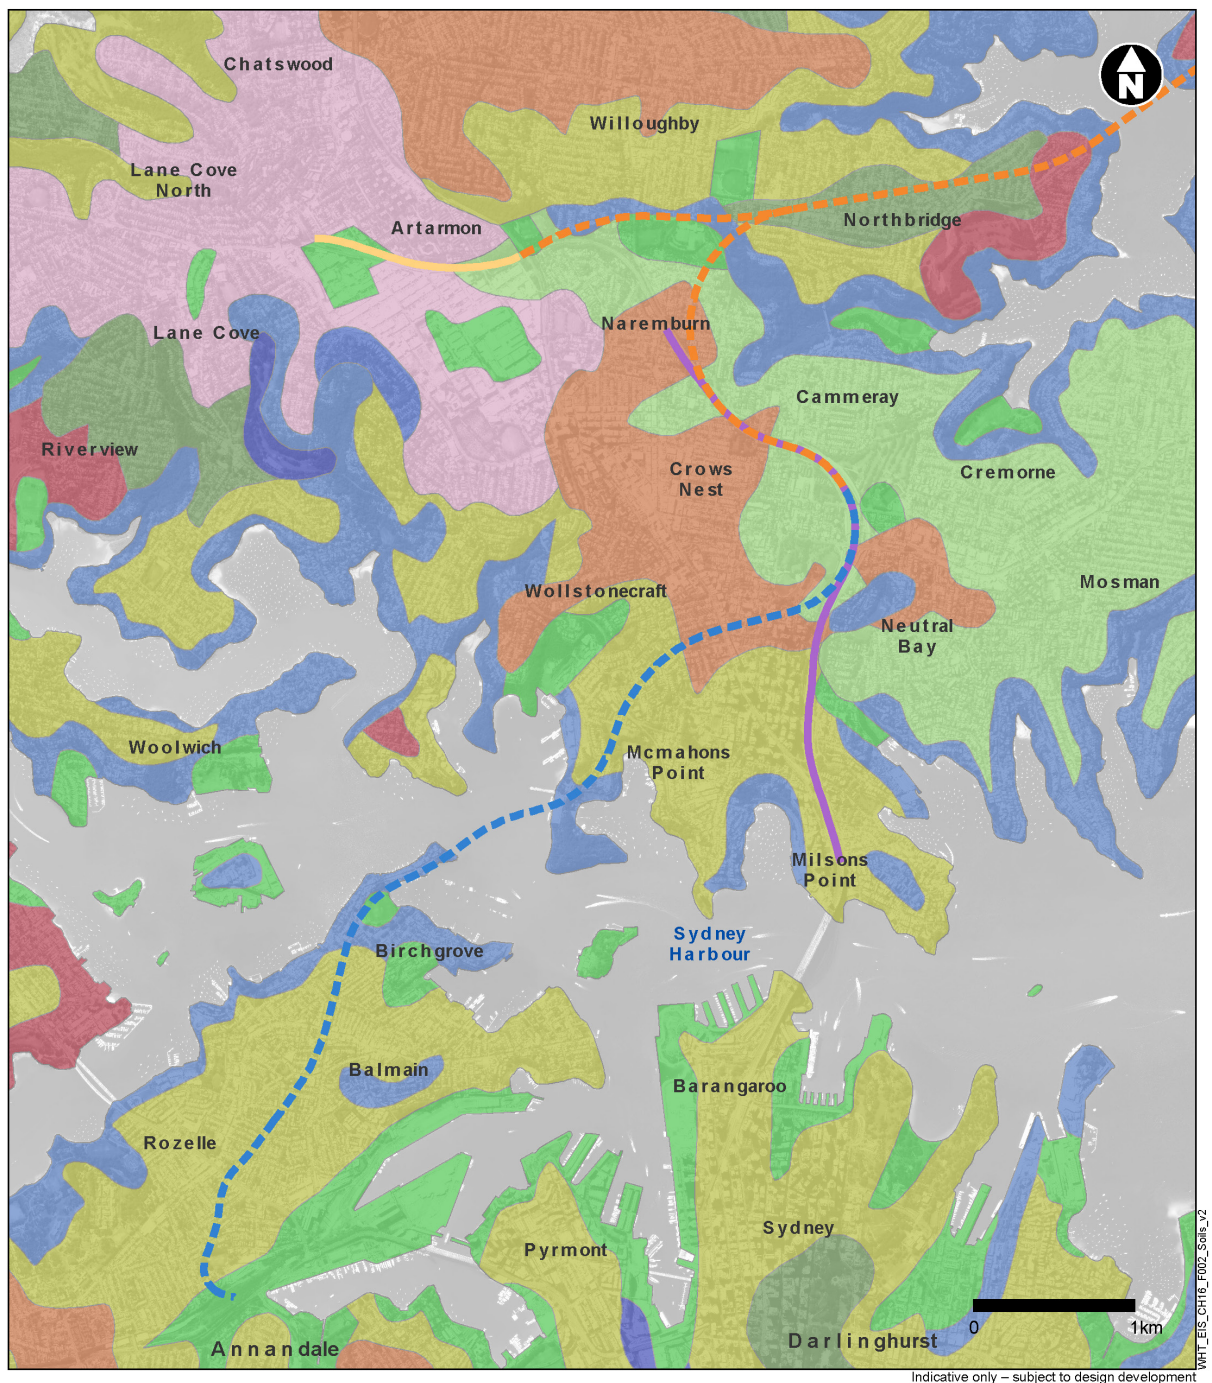 Chatswood
N
Willoughby
Lane Cove
North
Northbridge
Artarmon
Naremburn
Lane Cove
Cammeray
Riverview
Crows
Nest
Cremorne
Mosman
Wollstonecraft
Neutral
Bay
Woolwich
Mcmahons
Point
Milsons
Point
Sydney
Harbour
Birchgrove
Balmain
Barangaroo
Rozelle
Sydney
Pyrmont
0
1km
Annandale
Darlinghurst
WHT_EIS_CH16_F002_Soils_v2
Indicative only – subject to design development